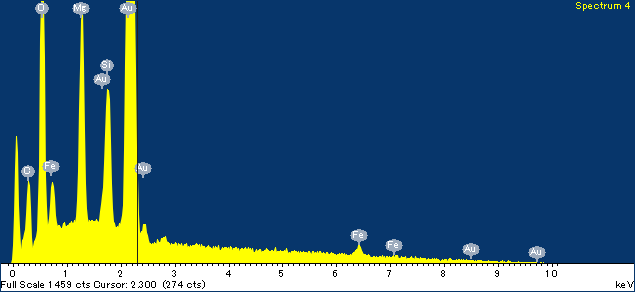 Spectrum 4
O Mg Au
Si
Au
C Fe Au
Fe Fe Au Au
0 1 2 3 4 5 6 7 8 9 10
Full Scale 1459 cts Cursor: 2.300 (274 cts) keV